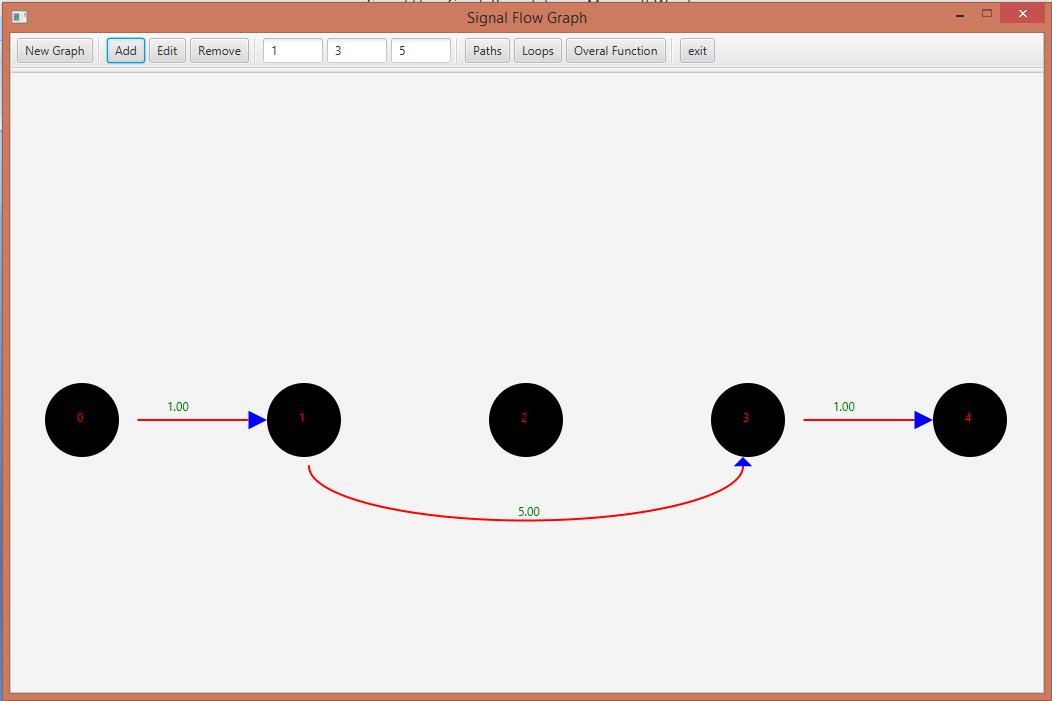 Signal Flow Graph
New Graph Add Edit Remove 1 3 5 Paths Loops Overal Function exit
1.00 1.00
0 1 2 3 4
5.00